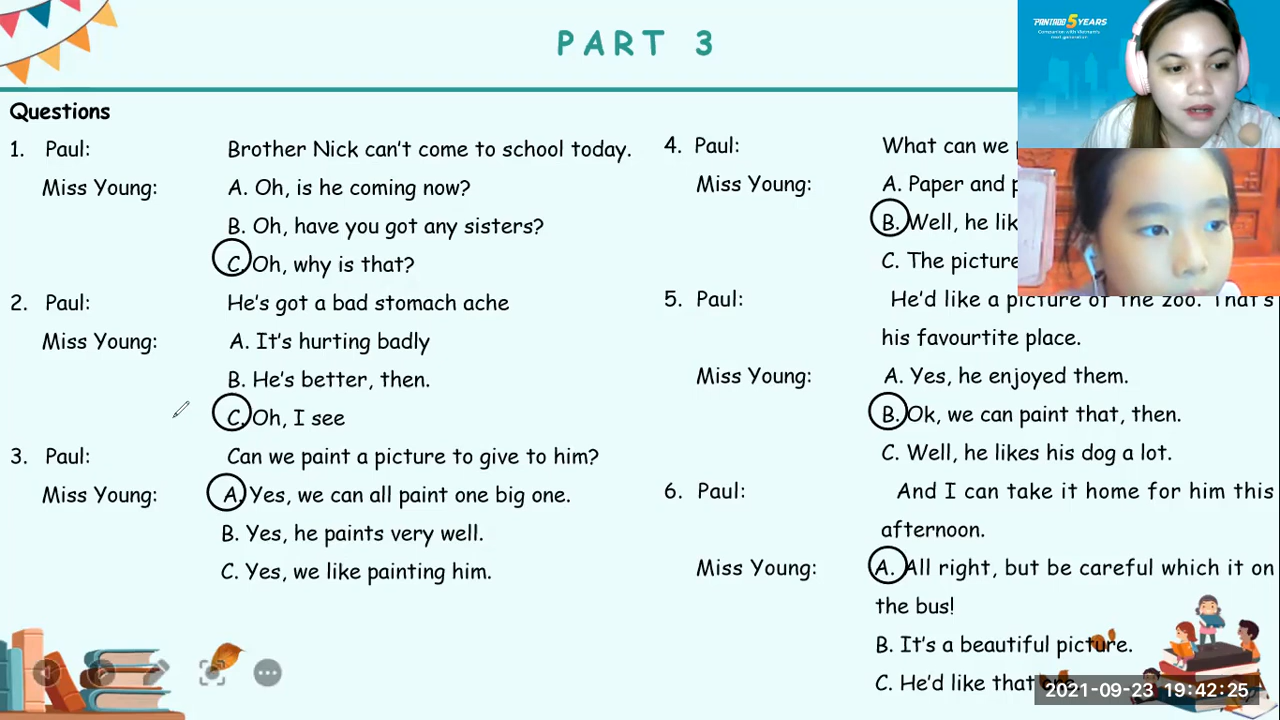 PART 3
PANTADO 5 YEARS
Companion with Vietnam's
next generation
Questions
1. Paul: Brother Nick can't come to school today.
Miss Young: A. Oh, is he coming now?
B. Oh, have you got any sisters?
C. Oh, why is that?
2. Paul: He's got a bad stomach ache
Miss Young: A. It's hurting badly
B. He's better, then.
C. Oh, I see
3. Paul: Can we paint a picture to give to him?
Miss Young: A. Yes, we can all paint one big one.
B. Yes, he paints very well.
C. Yes, we like painting him.
4. Paul: What can we
Miss Young: A. Paper and
B. Well, he
C. The picture
5. Paul: He'd like a picture of the zoo. That's
his favourtite place.
Miss Young: A. Yes, he enjoyed them.
B. Ok, we can paint that, then.
C. Well, he likes his dog a lot.
6. Paul: And I can take it home for him this
afternoon.
Miss Young: A. All right, but be careful which it on
the bus!
B. It's a beautiful picture.
C. He'd like that
2021-09-23 19:42:25